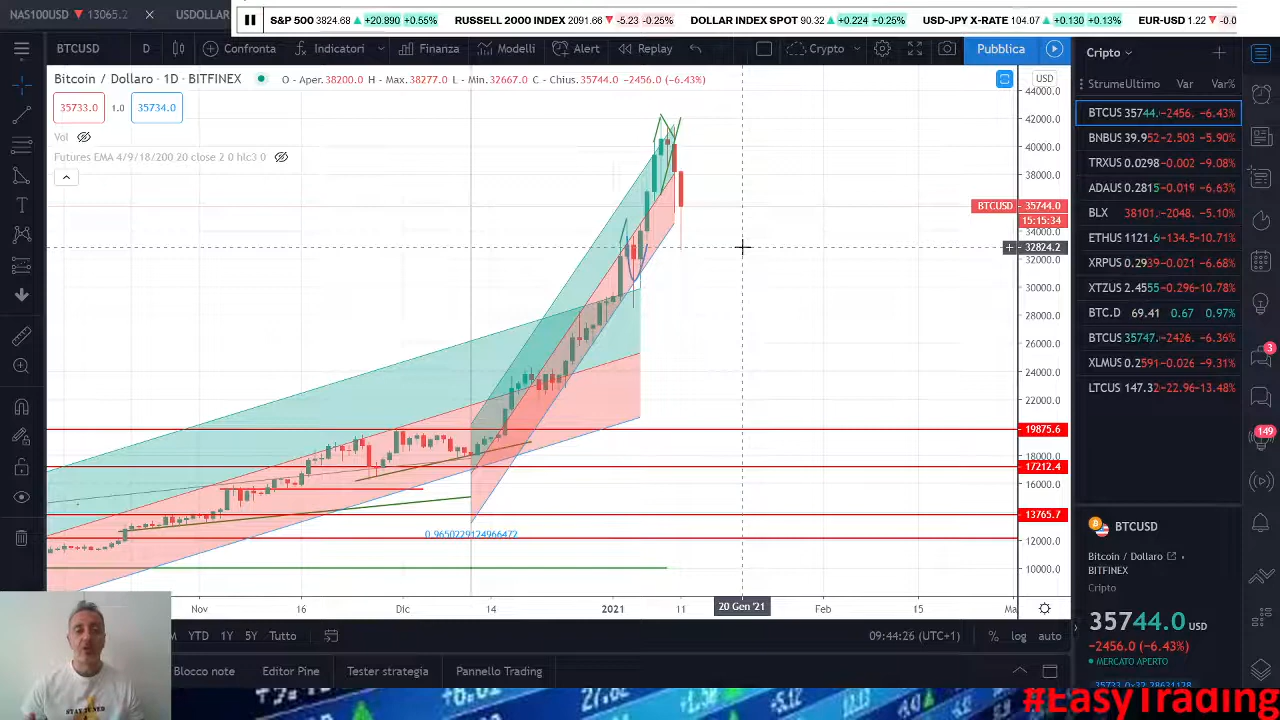 NAS100USD ▼ 13065.2 USDOLLAR
S&P 500 3824.68 ▲ +20.890 +0.55% RUSSELL 2000 INDEX 2091.66 ▼ -5.23 -0.25% DOLLAR INDEX SPOT 90.32 ▲ +0.224 +0.25% USD-JPY X-RATE 104.07 ▲ +0.130 +0.13% EUR-USD 1.22 ▼ -0.0
BTCUSD D Confronta Indicatori Finanza Modelli Alert Replay Crypto Pubblica
Cripto
Bitcoin / Dollaro · 1D · BITFINEX O - Aper. 38200.0 H - Max. 38277.0 L - Min. 32667.0 C - Chius. 35744.0 -2456.0 (-6.43%)
USD
Strume Ultimo Var Var%
35733.0 1.0 35734.0
Vol
Futures EMA 4/9/18/200 20 close 2 0 hlc3 0
44000.0
42000.0
40000.0
38000.0
BTCUSD 35744.0
15:15:34
34000.0
32824.2
32000.0
30000.0
28000.0
26000.0
24000.0
22000.0
19875.6
18000.0
17212.4
16000.0
13765.7
12000.0
10000.0
0.9650229124966472
BTCUS 35744. -2456. -6.43%
BNBUS 39.952 -2.503 -5.90%
TRXUS 0.0298 -0.002 -9.08%
ADAUS 0.2815 -0.019 -6.63%
BLX 38101. -2048. -5.10%
ETHUS 1121.6 -134.5 -10.71%
XRPUS 0.2939 -0.021 -6.68%
XTZUS 2.4555 -0.296 -10.78%
BTC.D 69.41 0.67 0.97%
BTCUS 35747. -2426. -6.36%
XLMUS 0.2591 -0.026 -9.31%
LTCUS 147.32 -22.96 -13.48%
3
149
BTCUSD
Bitcoin / Dollaro
BITFINEX
Cripto
35744.0 USD
-2456.0 (-6.43%)
MERCATO APERTO
Nov 16 Dic 14 2021 11 20 Gen '21 Feb 15 Ma
YTD 1Y 5Y Tutto 09:44:26 (UTC+1) % log auto
Blocco note Editor Pine Tester strategia Pannello Trading
STAY TUNED
#EasyTrading